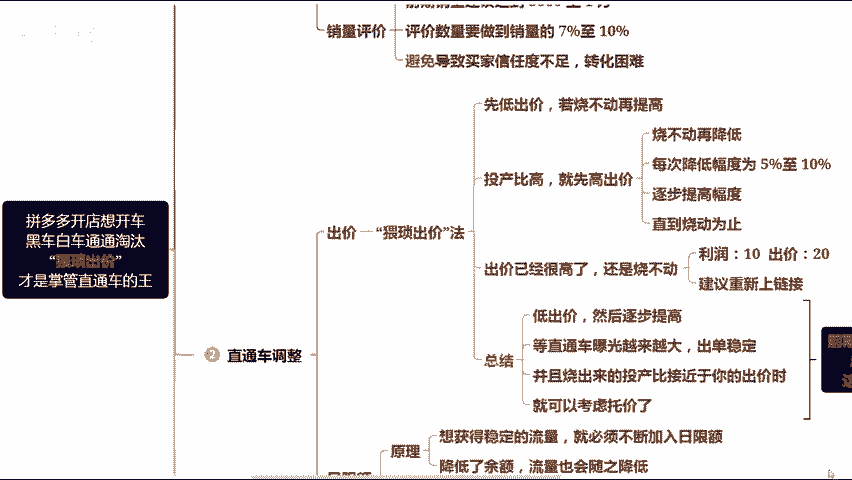 销量评价
评价数量要做到销量的 7%至 10%
避免导致买家信任度不足，转化困难
先低出价，若烧不动再提高
烧不动再降低
每次降低幅度为 5%至 10%
投产比高，就先高出价
逐步提高幅度
直到烧动为止
拼多多开店想开车
黑车白车通通淘汰
“猥琐出价”
才是掌管直通车的王
出价
“猥琐出价”法
利润：10 出价：20
出价已经很高了，还是烧不动
建议重新上链接
低出价，然后逐步提高
2 直通车调整
总结
等直通车曝光越来越大，出单稳定
并且烧出来的投产比接近于你的出价时
就可以考虑托价了
原理
想获得稳定的流量，就必须不断加入日限额
降低了余额，流量也会随之降低